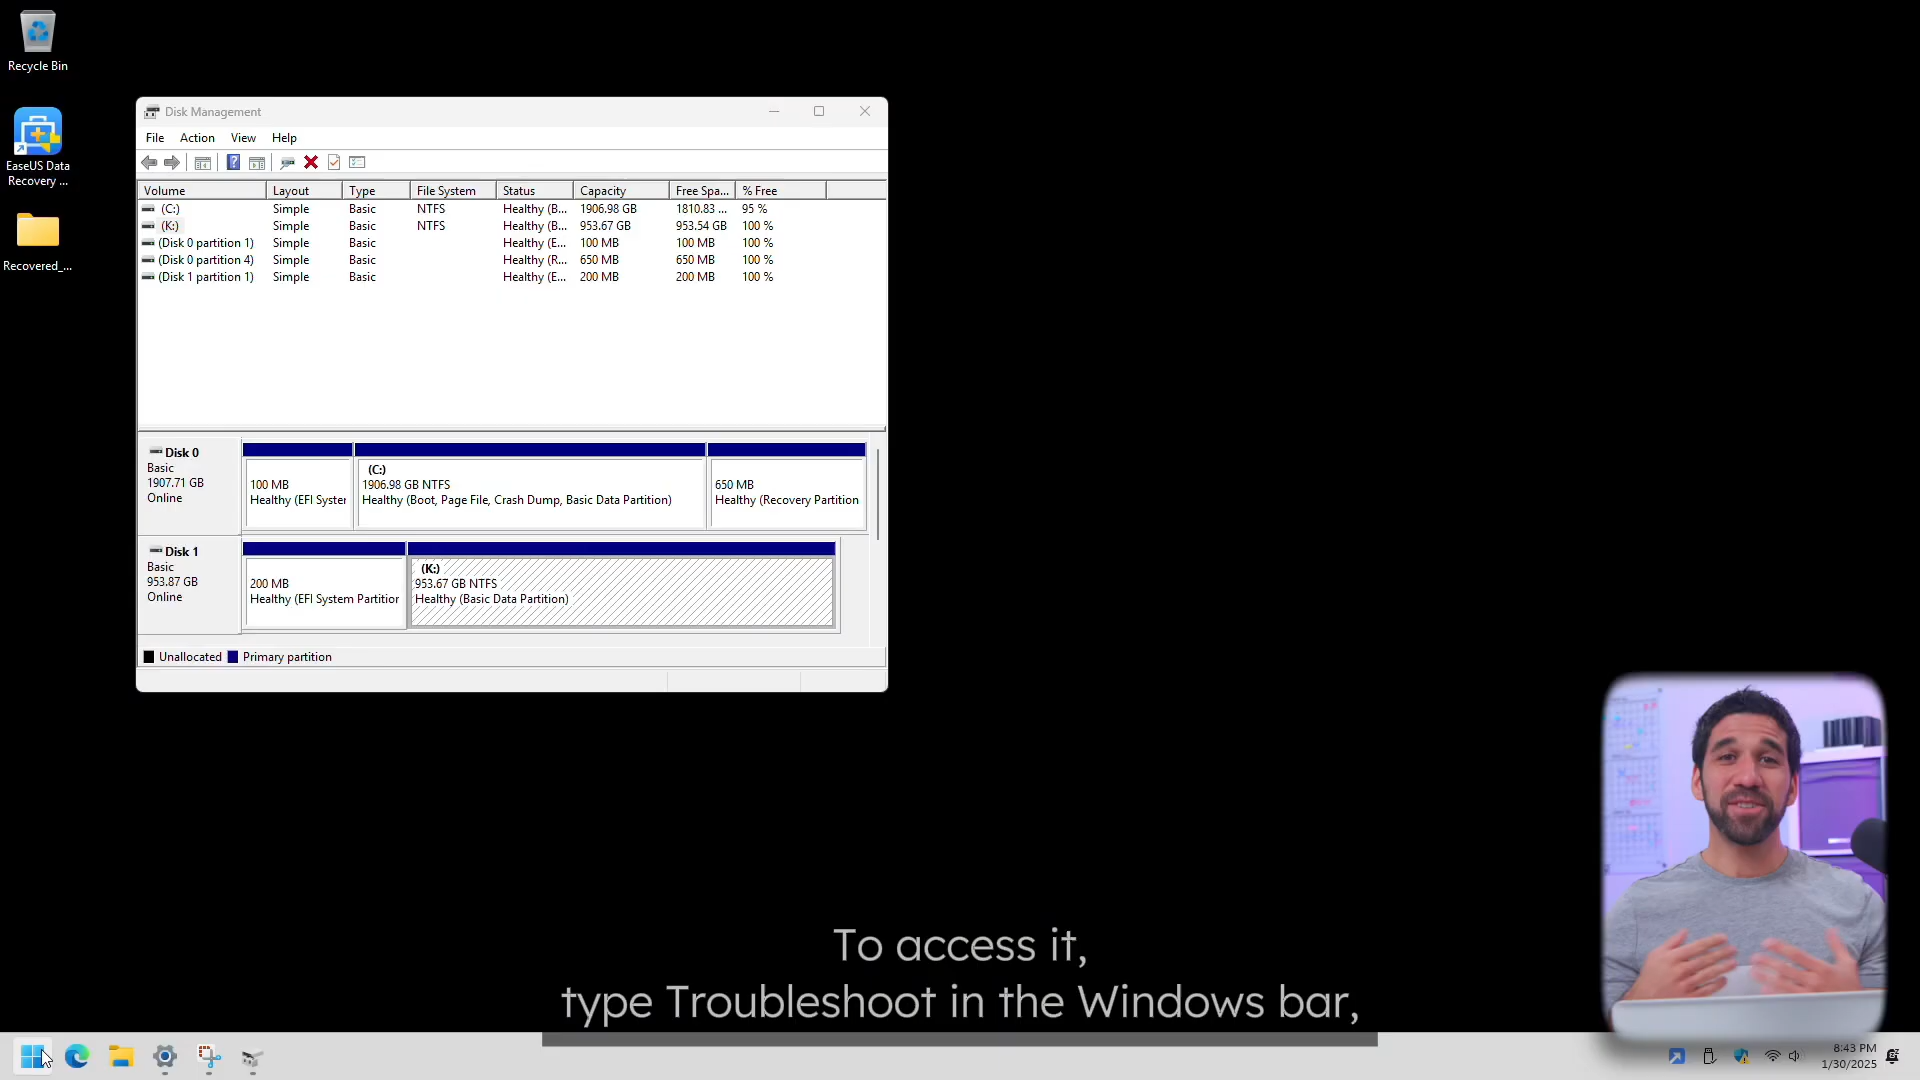 Recycle Bin
EaseUS Data
Recovery ...
Recovered_...
Disk Management
File Action View Help
Volume Layout Type File System Status Capacity Free Spa... % Free
(C:) Simple Basic NTFS Healthy (B... 1906.98 GB 1810.83 ... 95 %
(K:) Simple Basic NTFS Healthy (B... 953.67 GB 953.54 GB 100 %
(Disk 0 partition 1) Simple Basic Healthy (E... 100 MB 100 MB 100 %
(Disk 0 partition 4) Simple Basic Healthy (R... 650 MB 650 MB 100 %
(Disk 1 partition 1) Simple Basic Healthy (E... 200 MB 200 MB 100 %
Disk 0
Basic
1907.71 GB
Online
100 MB
Healthy (EFI Syster
(C:)
1906.98 GB NTFS
Healthy (Boot, Page File, Crash Dump, Basic Data Partition)
650 MB
Healthy (Recovery Partition
Disk 1
Basic
953.87 GB
Online
200 MB
Healthy (EFI System Partitior
(K:)
953.67 GB NTFS
Healthy (Basic Data Partition)
Unallocated Primary partition
To access it,
type Troubleshoot in the Windows bar,
8:43 PM
1/30/2025